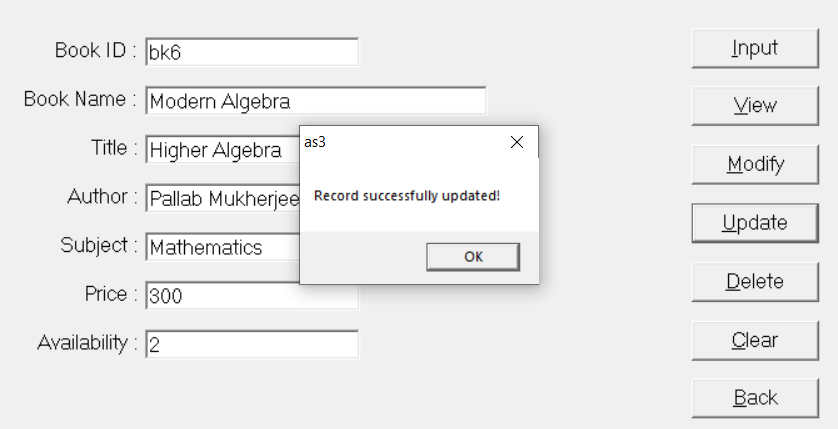 Book ID : bk6
Input
Book Name : Modern Algebra
View
Title : Higher Algebra
as3
Modify
Author : Pallab Mukherjee
Record successfully updated!
Update
Subject : Mathematics
OK
Price : 300
Delete
Availability : 2
Clear
Back